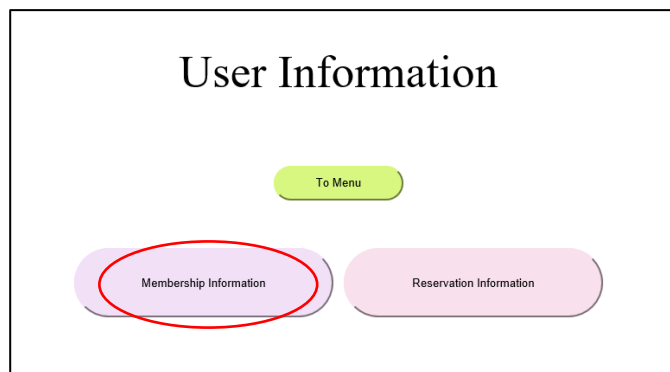 User Information
To Menu
Membership Information
Reservation Information